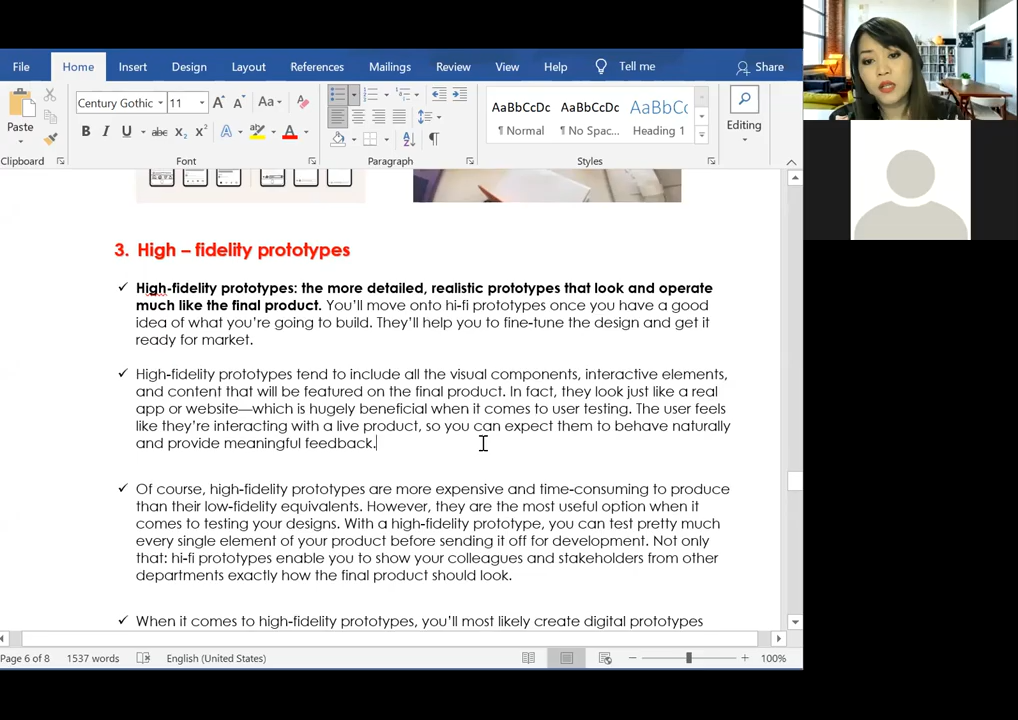 File Home Insert Design Layout References Mailings Review View Help Tell me Share
Century Gothic 11 Aa
Paste
B I U abc X2 X2 A A
AaBbCcDc AaBbCcDc AaBbCc
¶ Normal ¶ No Spac... Heading 1
Editing
Clipboard Font Paragraph Styles
3. High – fidelity prototypes
✓ High-fidelity prototypes: the more detailed, realistic prototypes that look and operate
much like the final product. You’ll move onto hi-fi prototypes once you have a good
idea of what you’re going to build. They’ll help you to fine-tune the design and get it
ready for market.
✓ High-fidelity prototypes tend to include all the visual components, interactive elements,
and content that will be featured on the final product. In fact, they look just like a real
app or website—which is hugely beneficial when it comes to user testing. The user feels
like they’re interacting with a live product, so you can expect them to behave naturally
and provide meaningful feedback.
✓ Of course, high-fidelity prototypes are more expensive and time-consuming to produce
than their low-fidelity equivalents. However, they are the most useful option when it
comes to testing your designs. With a high-fidelity prototype, you can test pretty much
every single element of your product before sending it off for development. Not only
that: hi-fi prototypes enable you to show your colleagues and stakeholders from other
departments exactly how the final product should look.
✓ When it comes to high-fidelity prototypes, you’ll most likely create digital prototypes
Page 6 of 8 1537 words English (United States) 100%